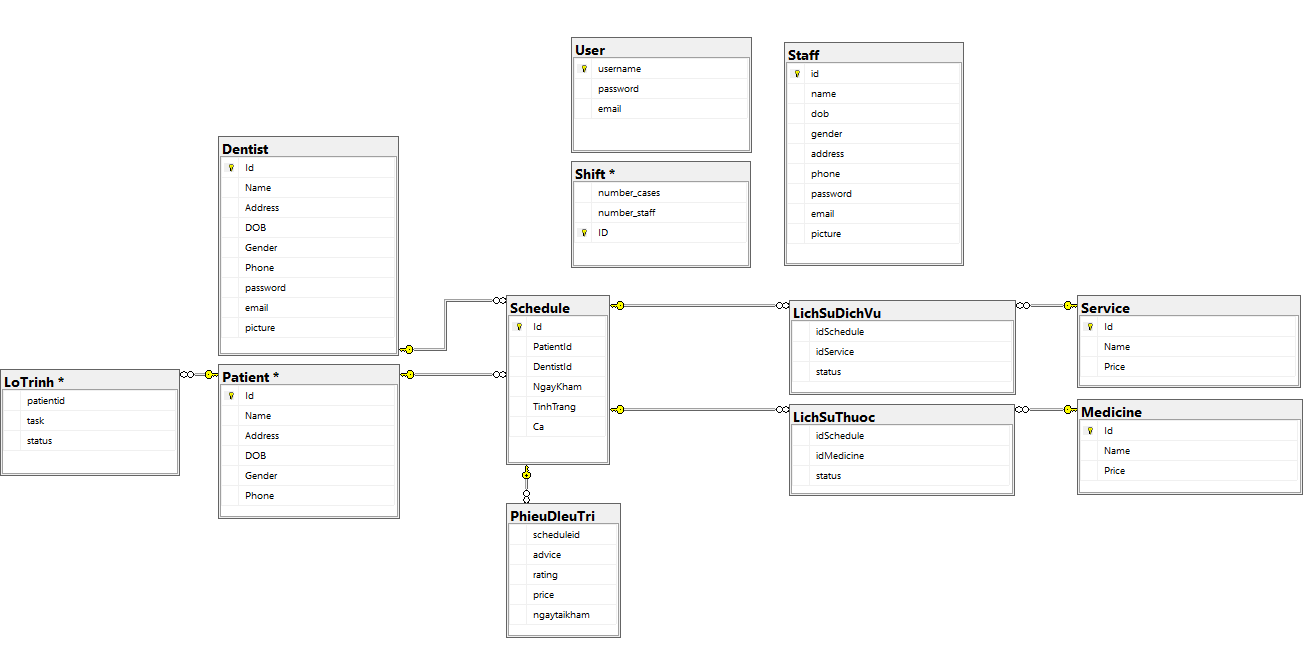 User
username
password
email
Staff
id
name
dob
gender
address
phone
password
email
picture
Dentist
Id
Name
Address
DOB
Gender
Phone
password
email
picture
Shift *
number_cases
number_staff
ID
Schedule
Id
PatientId
DentistId
NgayKham
TinhTrang
Ca
LichSuDichVu
idSchedule
idService
status
Service
Id
Name
Price
LoTrinh *
patientid
task
status
Patient *
Id
Name
Address
DOB
Gender
Phone
LichSuThuoc
idSchedule
idMedicine
status
Medicine
Id
Name
Price
PhieuDIeuTri
scheduleid
advice
rating
price
ngaytaikham